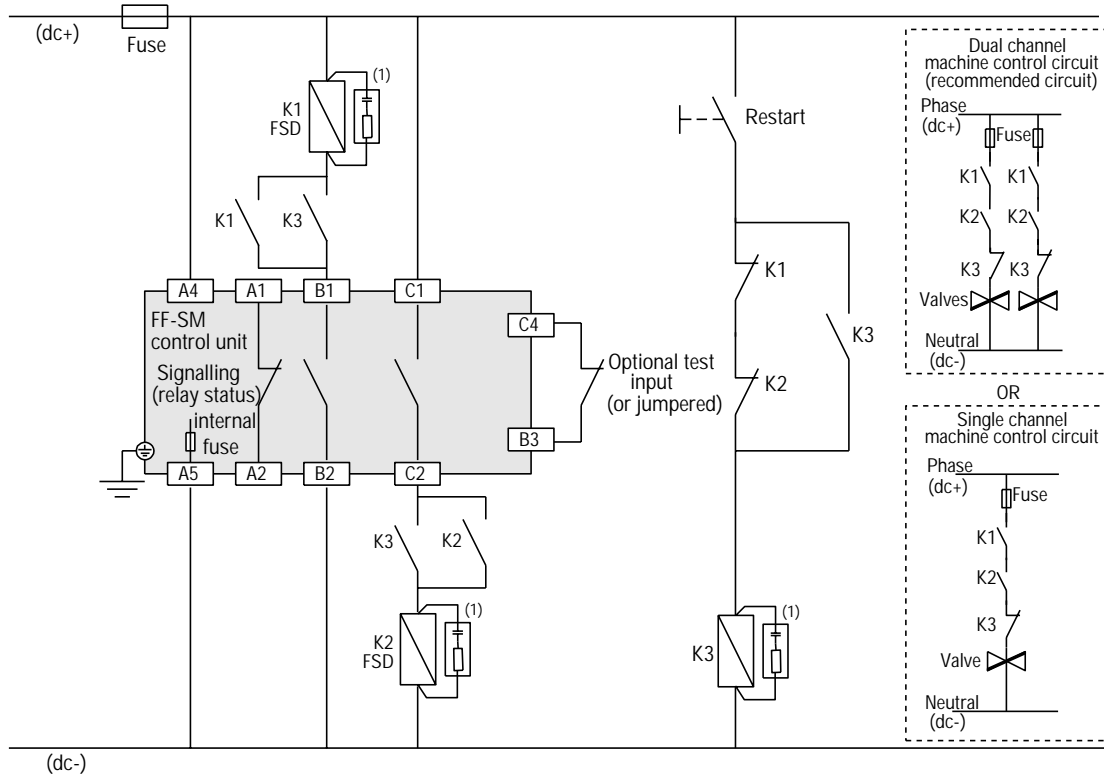 (dc+)
Fuse
(1)
K1
FSD
K1
K3
A4
A1
B1
C1
FF-SM
control unit
Signalling
(relay status)
internal
fuse
C4
B3
Optional test
input
(or jumpered)
A5
A2
B2
C2
K3
K2
K2
FSD
(1)
(dc-)
Restart
K1
K2
K3
K3
(1)
Dual channel
machine control circuit
(recommended circuit)
Phase
(dc+)
Fuse
K1
K1
K2
K2
K3
K3
Valves
Neutral
(dc-)
OR
Single channel
machine control circuit
Phase
(dc+)
Fuse
K1
K2
K3
Valve
Neutral
(dc-)